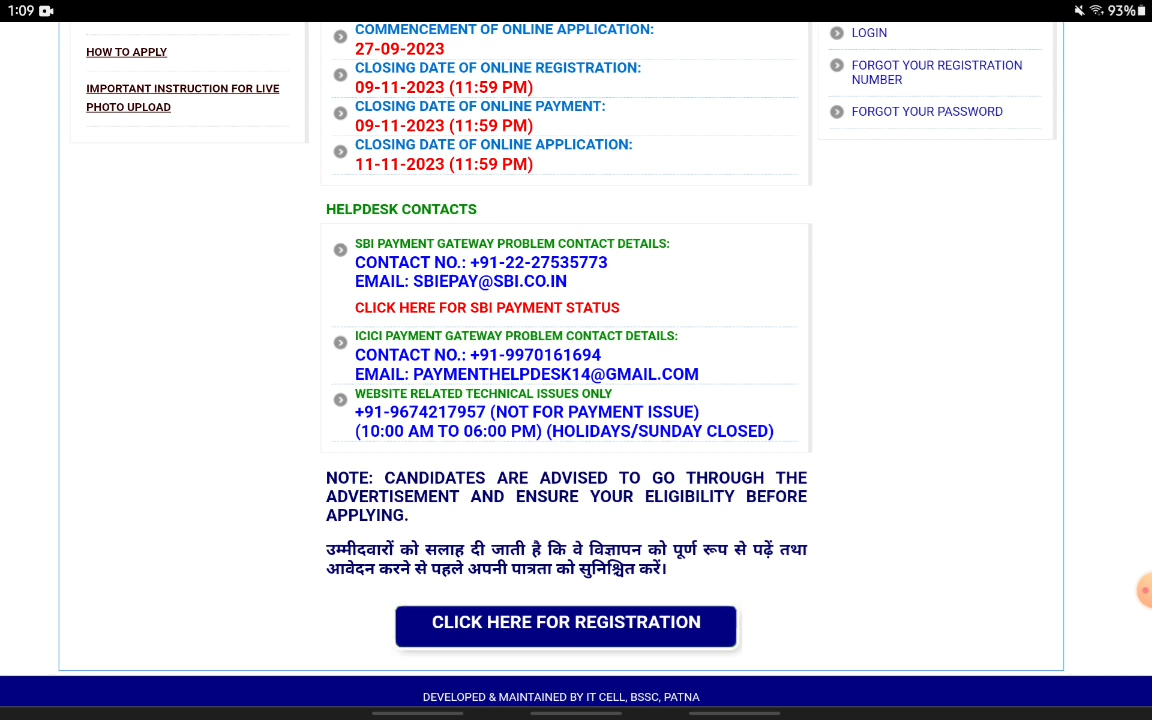 1:09
93%
HOW TO APPLY
IMPORTANT INSTRUCTION FOR LIVE
PHOTO UPLOAD
COMMENCEMENT OF ONLINE APPLICATION:
27-09-2023
CLOSING DATE OF ONLINE REGISTRATION:
09-11-2023 (11:59 PM)
CLOSING DATE OF ONLINE PAYMENT:
09-11-2023 (11:59 PM)
CLOSING DATE OF ONLINE APPLICATION:
11-11-2023 (11:59 PM)
LOGIN
FORGOT YOUR REGISTRATION
NUMBER
FORGOT YOUR PASSWORD
HELPDESK CONTACTS
SBI PAYMENT GATEWAY PROBLEM CONTACT DETAILS:
CONTACT NO.: +91-22-27535773
EMAIL: SBIEPAY@SBI.CO.IN
CLICK HERE FOR SBI PAYMENT STATUS
ICICI PAYMENT GATEWAY PROBLEM CONTACT DETAILS:
CONTACT NO.: +91-9970161694
EMAIL: PAYMENTHELPDESK14@GMAIL.COM
WEBSITE RELATED TECHNICAL ISSUES ONLY
+91-9674217957 (NOT FOR PAYMENT ISSUE)
(10:00 AM TO 06:00 PM) (HOLIDAYS/SUNDAY CLOSED)
NOTE: CANDIDATES ARE ADVISED TO GO THROUGH THE
ADVERTISEMENT AND ENSURE YOUR ELIGIBILITY BEFORE
APPLYING.
उम्मीदवारों को सलाह दी जाती है कि वे विज्ञापन को पूर्ण रूप से पढ़ें तथा
आवेदन करने से पहले अपनी पात्रता को सुनिश्चित करें।
CLICK HERE FOR REGISTRATION
DEVELOPED & MAINTAINED BY IT CELL, BSSC, PATNA